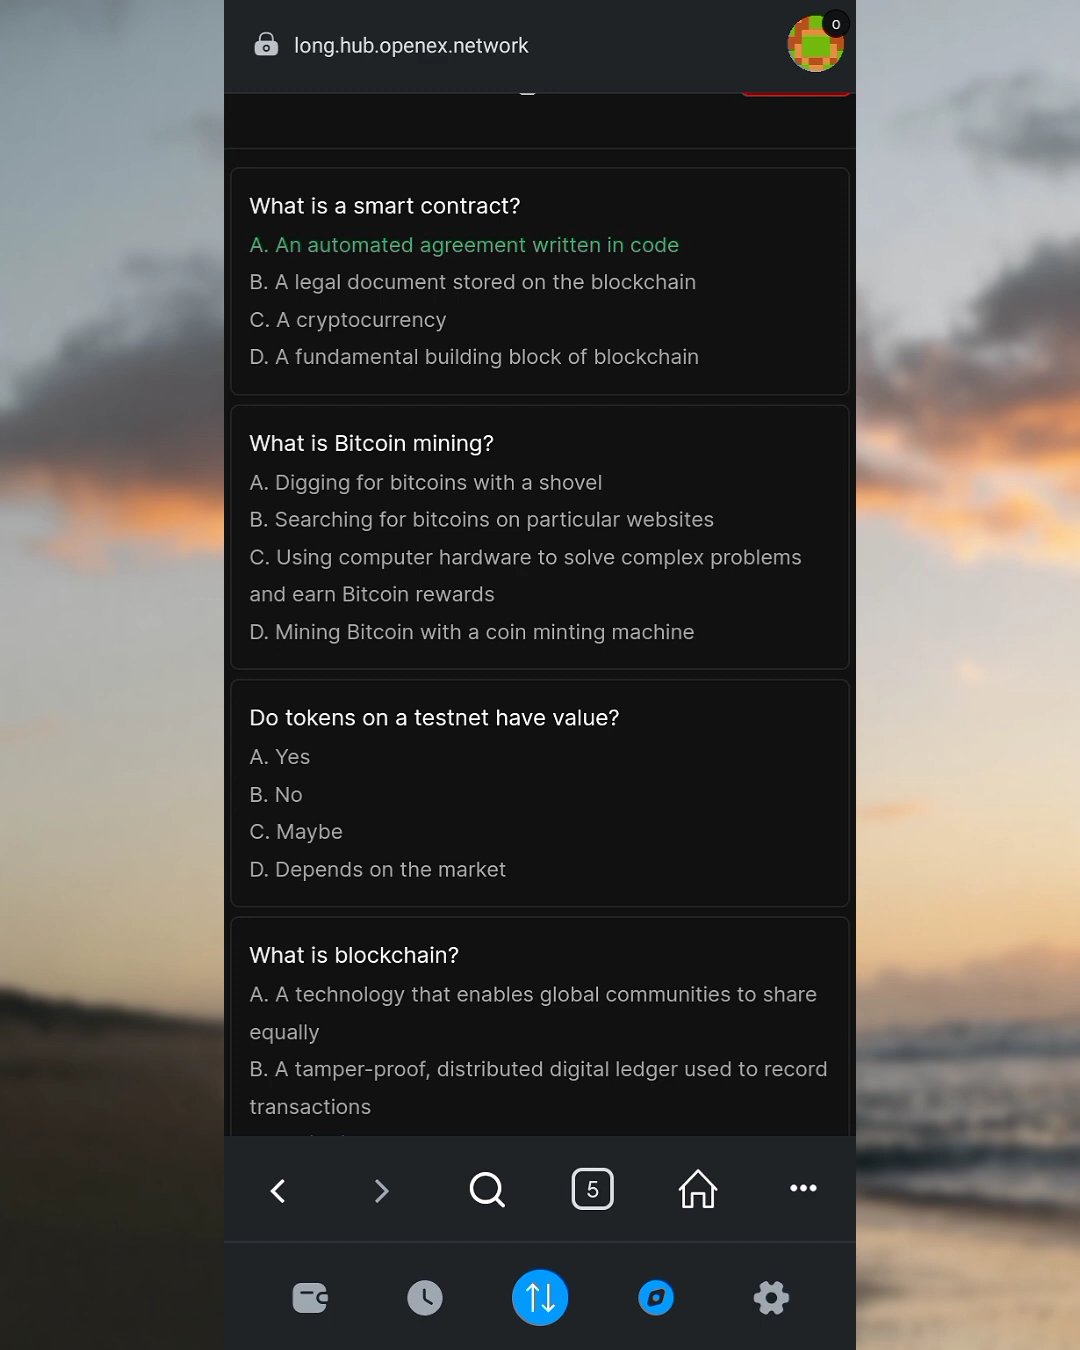 long.hub.openex.network
0
What is a smart contract?
A. An automated agreement written in code
B. A legal document stored on the blockchain
C. A cryptocurrency
D. A fundamental building block of blockchain
What is Bitcoin mining?
A. Digging for bitcoins with a shovel
B. Searching for bitcoins on particular websites
C. Using computer hardware to solve complex problems
and earn Bitcoin rewards
D. Mining Bitcoin with a coin minting machine
Do tokens on a testnet have value?
A. Yes
B. No
C. Maybe
D. Depends on the market
What is blockchain?
A. A technology that enables global communities to share
equally
B. A tamper-proof, distributed digital ledger used to record
transactions
5